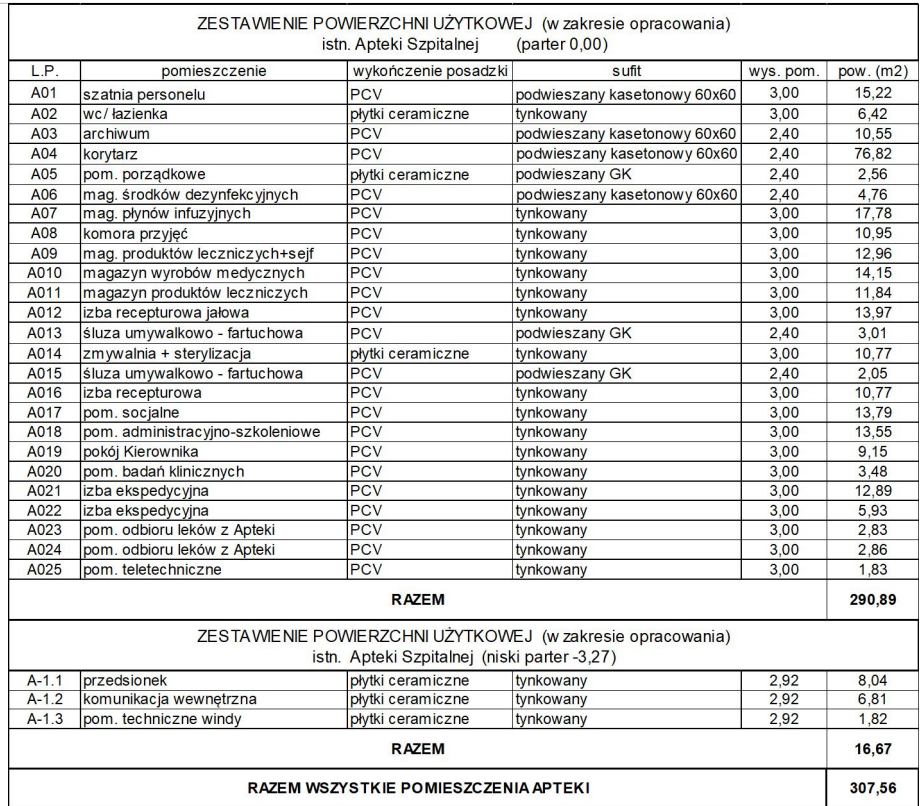 ZESTAWIENIE POWIERZCHNI UŻYTKOWEJ (w zakresie opracowania)
istn. Apteki Szpitalnej (parter 0,00)
L.P. pomieszczenie wykończenie posadzki sufit wys. pom. pow. (m2)
A01 szatnia personelu PCV podwieszany kasetonowy 60x60 3,00 15,22
A02 wc/ łazienka płytki ceramiczne tynkowany 3,00 6,42
A03 archiwum PCV podwieszany kasetonowy 60x60 2,40 10,55
A04 korytarz PCV podwieszany kasetonowy 60x60 2,40 76,82
A05 pom. porządkowe płytki ceramiczne podwieszany GK 2,40 2,56
A06 mag. środków dezynfekcyjnych PCV podwieszany kasetonowy 60x60 2,40 4,76
A07 mag. płynów infuzyjnych PCV tynkowany 3,00 17,78
A08 komora przyjęć PCV tynkowany 3,00 10,95
A09 mag. produktów leczniczych+sejf PCV tynkowany 3,00 12,96
A010 magazyn wyrobów medycznych PCV tynkowany 3,00 14,15
A011 magazyn produktów leczniczych PCV tynkowany 3,00 11,84
A012 izba recepturowa jałowa PCV tynkowany 3,00 13,97
A013 śluza umywalkowo - fartuchowa PCV podwieszany GK 2,40 3,01
A014 zmywalnia + sterylizacja płytki ceramiczne tynkowany 3,00 10,77
A015 śluza umywalkowo - fartuchowa PCV podwieszany GK 2,40 2,05
A016 izba recepturowa PCV tynkowany 3,00 10,77
A017 pom. socjalne PCV tynkowany 3,00 13,79
A018 pom. administracyjno-szkoleniowe PCV tynkowany 3,00 13,55
A019 pokój Kierownika PCV tynkowany 3,00 9,15
A020 pom. badań klinicznych PCV tynkowany 3,00 3,48
A021 izba ekspedycyjna PCV tynkowany 3,00 12,89
A022 izba ekspedycyjna PCV tynkowany 3,00 5,93
A023 pom. odbioru leków z Apteki PCV tynkowany 3,00 2,83
A024 pom. odbioru leków z Apteki PCV tynkowany 3,00 2,86
A025 pom. teletechniczne PCV tynkowany 3,00 1,83
RAZEM 290,89
ZESTAWIENIE POWIERZCHNI UŻYTKOWEJ (w zakresie opracowania)
istn. Apteki Szpitalnej (niski parter -3,27)
A-1.1 przedsionek płytki ceramiczne tynkowany 2,92 8,04
A-1.2 komunikacja wewnętrzna płytki ceramiczne tynkowany 2,92 6,81
A-1.3 pom. techniczne windy płytki ceramiczne tynkowany 2,92 1,82
RAZEM 16,67
RAZEM WSZYSTKIE POMIESZCZENIA APTEKI 307,56